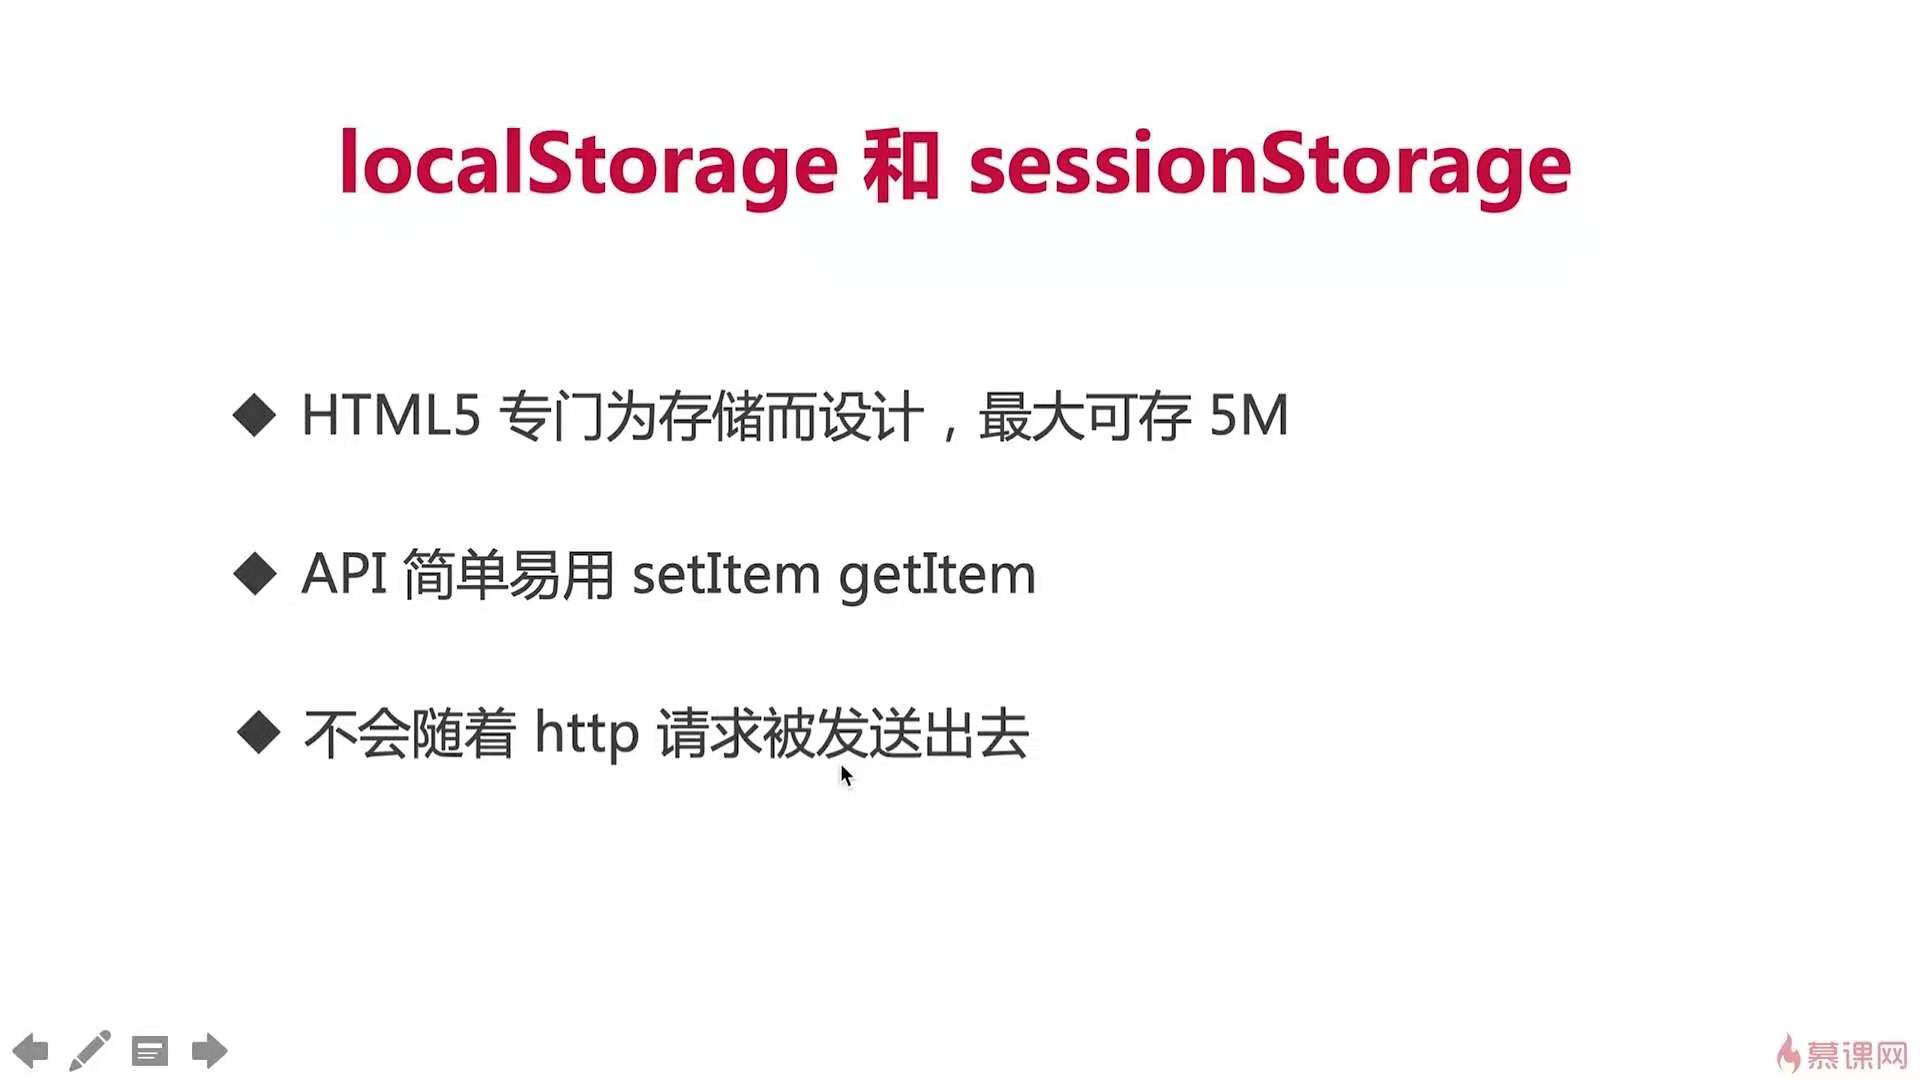 localStorage 和 sessionStorage
◆ HTML5 专门为存储而设计，最大可存 5M
◆ API 简单易用 setItem getItem
◆ 不会随着 http 请求被发送出去
慕课网